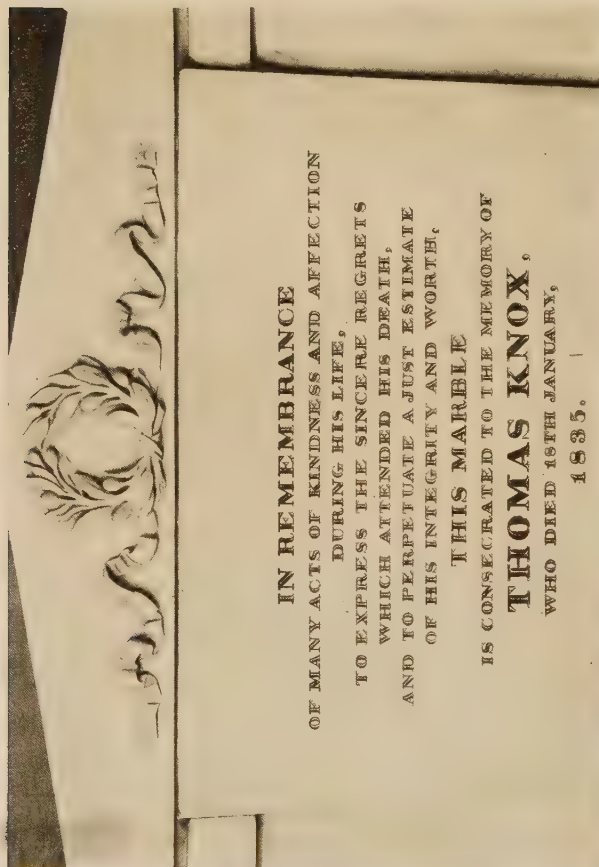 IN REMEMBRANCE
OF MANY ACTS OF KINDNESS AND AFFECTION
DURING HIS LIFE,
TO EXPRESS THE SINCERE REGRETS
WHICH ATTENDED HIS DEATH,
AND TO PERPETUATE A JUST ESTIMATE
OF HIS INTEGRITY AND WORTH,
THIS MARBLE
IS CONSECRATED TO THE MEMORY OF
THOMAS KNOX,
WHO DIED 18TH JANUARY,
1835.